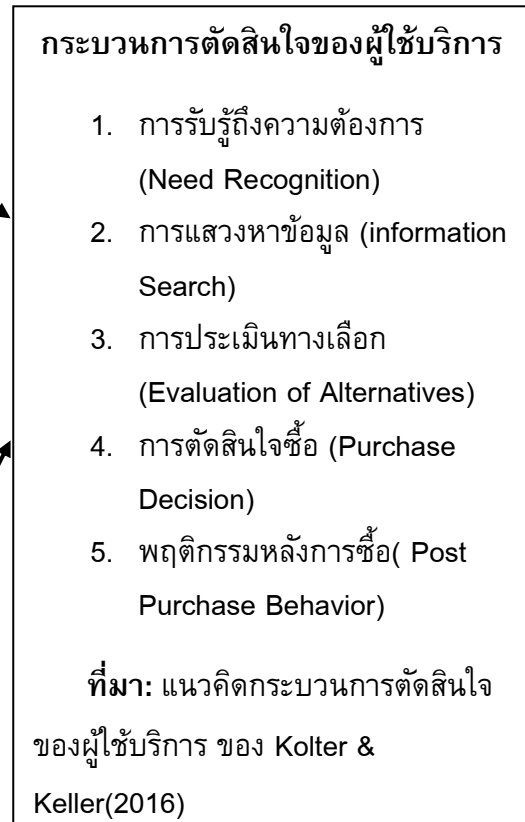 กระบวนการตัดสินใจของผู้ใช้บริการ
1. การรับรู้ถึงความต้องการ
(Need Recognition)
2. การแสวงหาข้อมูล (information
Search)
3. การประเมินทางเลือก
(Evaluation of Alternatives)
4. การตัดสินใจซื้อ (Purchase
Decision)
5. พฤติกรรมหลังการซื้อ( Post
Purchase Behavior)
ที่มา: แนวคิดกระบวนการตัดสินใจ
ของผู้ใช้บริการ ของ Kolter &
Keller(2016)